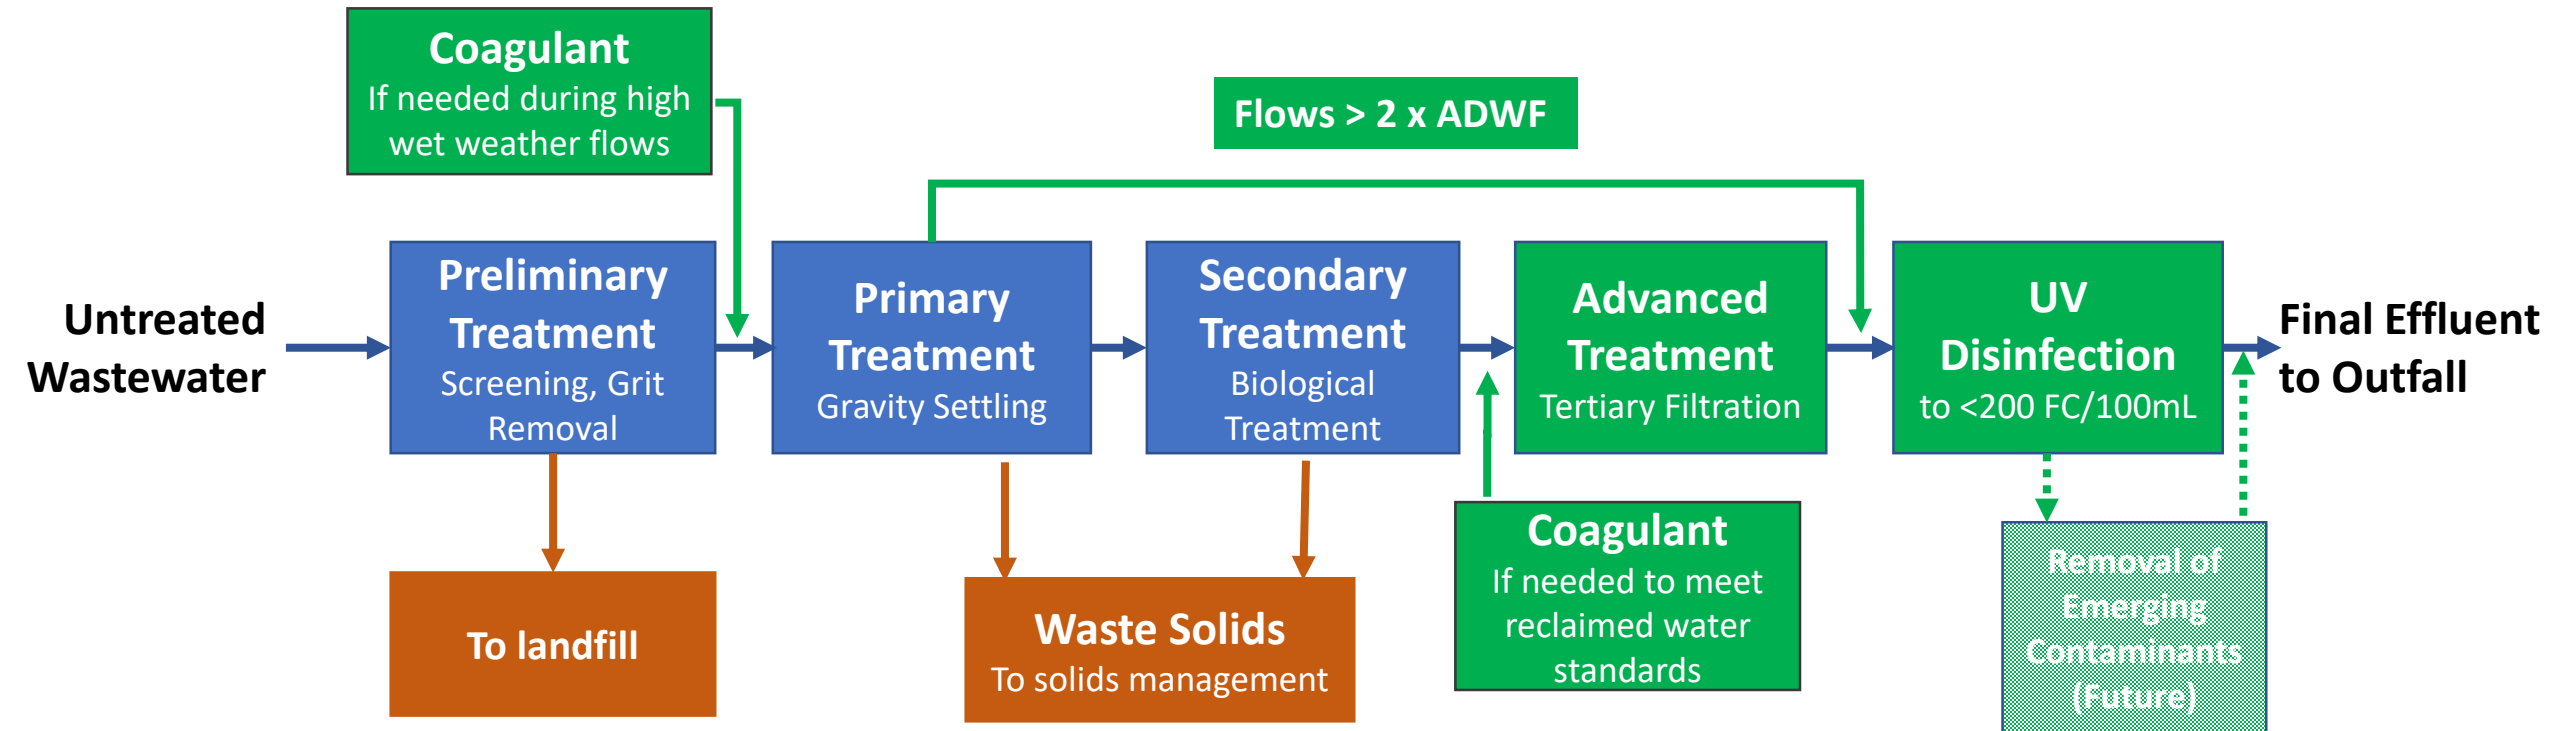 Coagulant
If needed during high
wet weather flows
Flows > 2 x ADWF
Untreated
Wastewater
Preliminary
Treatment
Screening, Grit
Removal
Primary
Treatment
Gravity Settling
Secondary
Treatment
Biological
Treatment
Advanced
Treatment
Tertiary Filtration
UV
Disinfection
to <200 FC/100mL
Final Effluent
to Outfall
To landfill
Waste Solids
To solids management
Coagulant
If needed to meet
reclaimed water
standards
Removal of
Emerging
Contaminants
(Future)